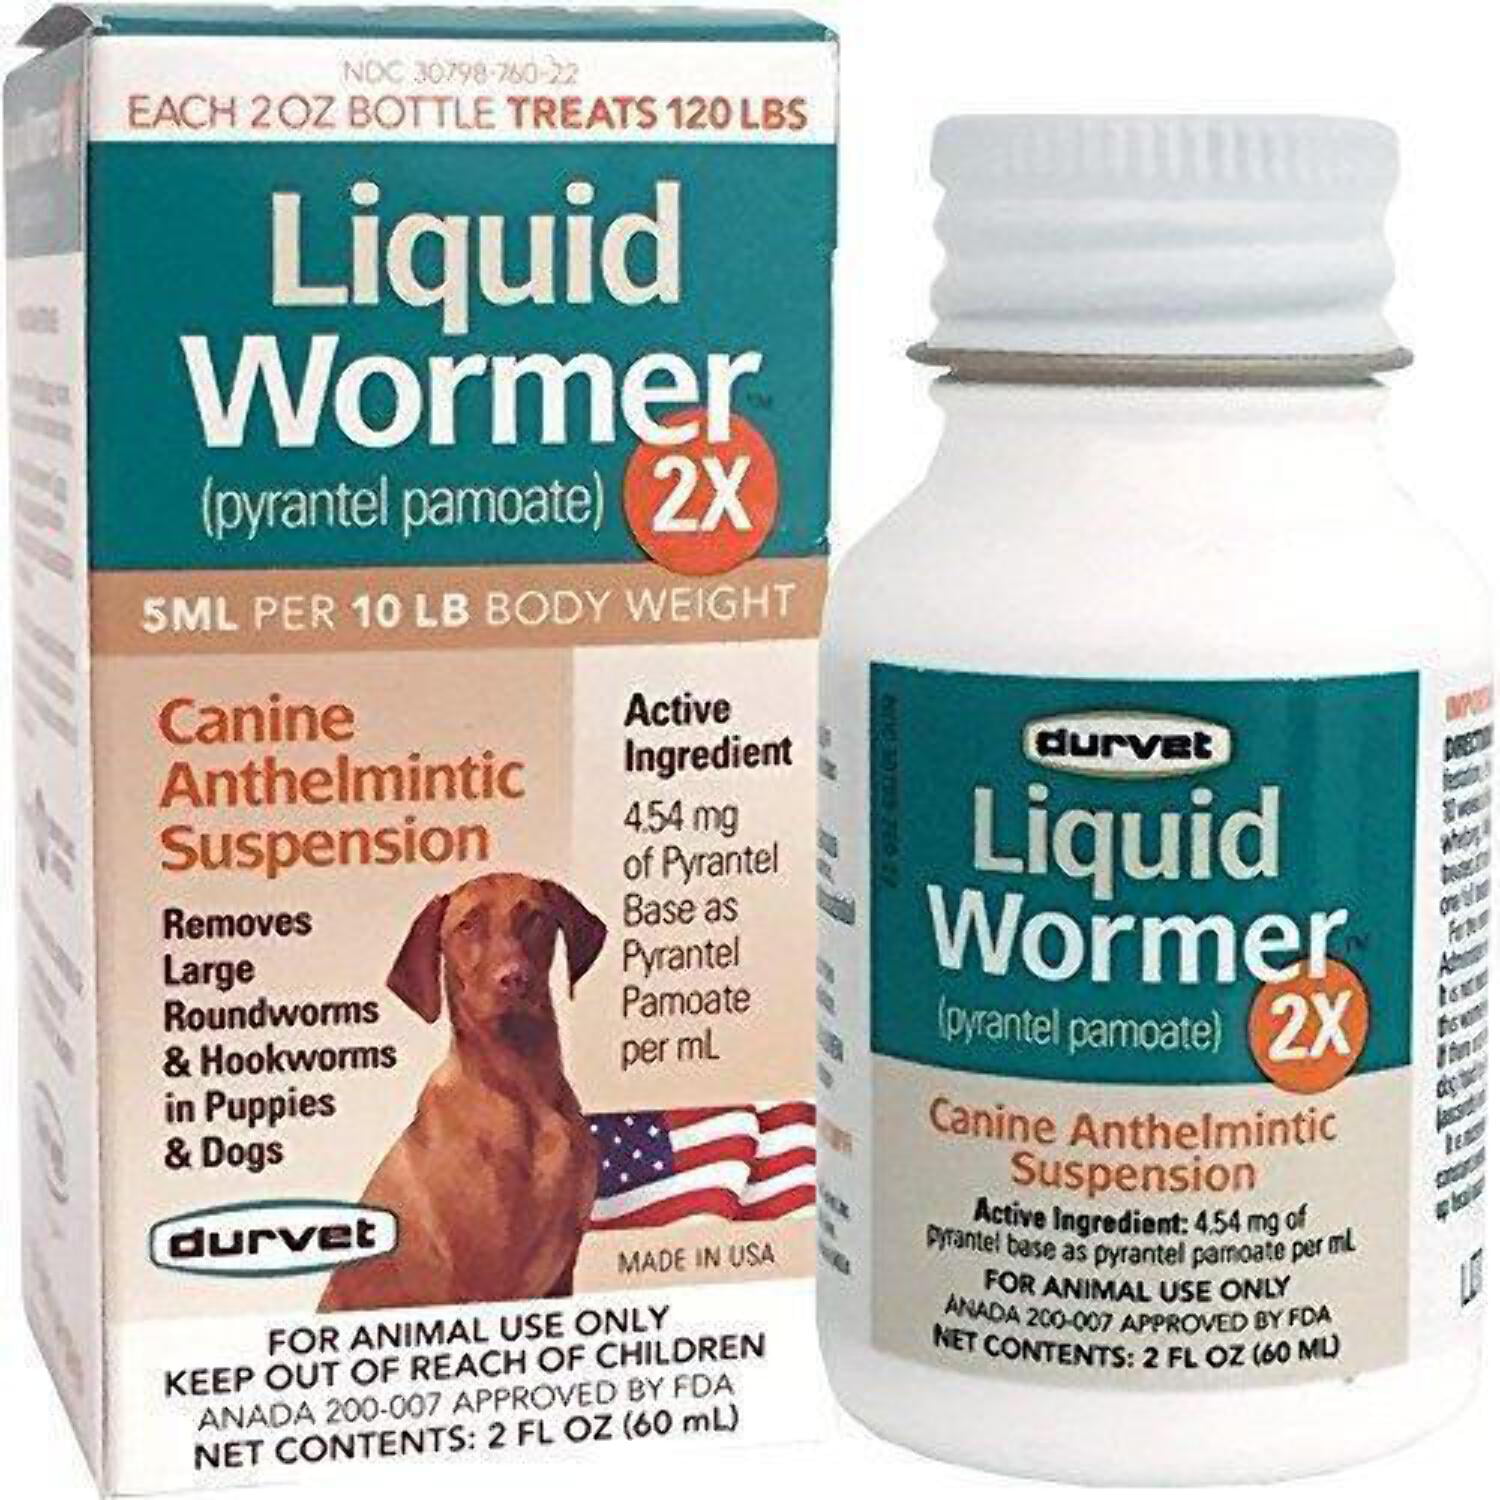 NDC 30798-760-22
EACH 2 OZ BOTTLE TREATS 120 LBS
Liquid
Wormer™
(pyrantel pamoate) 2X
5ML PER 10 LB BODY WEIGHT
Canine
Anthelmintic
Suspension
Removes
Large
Roundworms
& Hookworms
in Puppies
& Dogs
Active
Ingredient
4.54 mg
of Pyrantel
Base as
Pyrantel
Pamoate
per mL
durvet
MADE IN USA
FOR ANIMAL USE ONLY
KEEP OUT OF REACH OF CHILDREN
ANADA 200-007 APPROVED BY FDA
NET CONTENTS: 2 FL OZ (60 mL)
durvet
Liquid
Wormer™
(pyrantel pamoate) 2X
Canine Anthelmintic
Suspension
Active Ingredient: 4.54 mg of
pyrantel base as pyrantel pamoate per mL
FOR ANIMAL USE ONLY
ANADA 200-007 APPROVED BY FDA
NET CONTENTS: 2 FL OZ (60 ML)